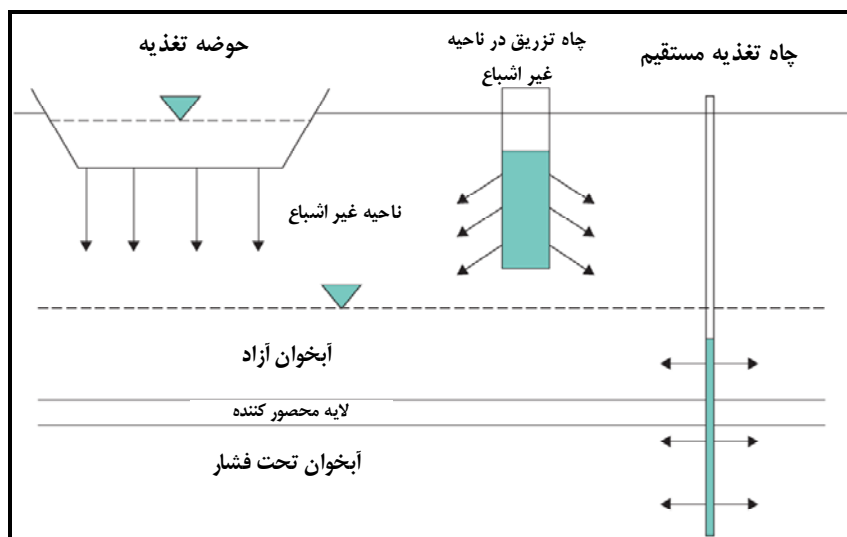 چاه تغذیه مستقیم
چاه تزریق در ناحیه
غیر اشباع
حوضه تغذیه
ناحیه غیر اشباع
آبخوان آزاد
لایه محصور کننده
آبخوان تحت فشار